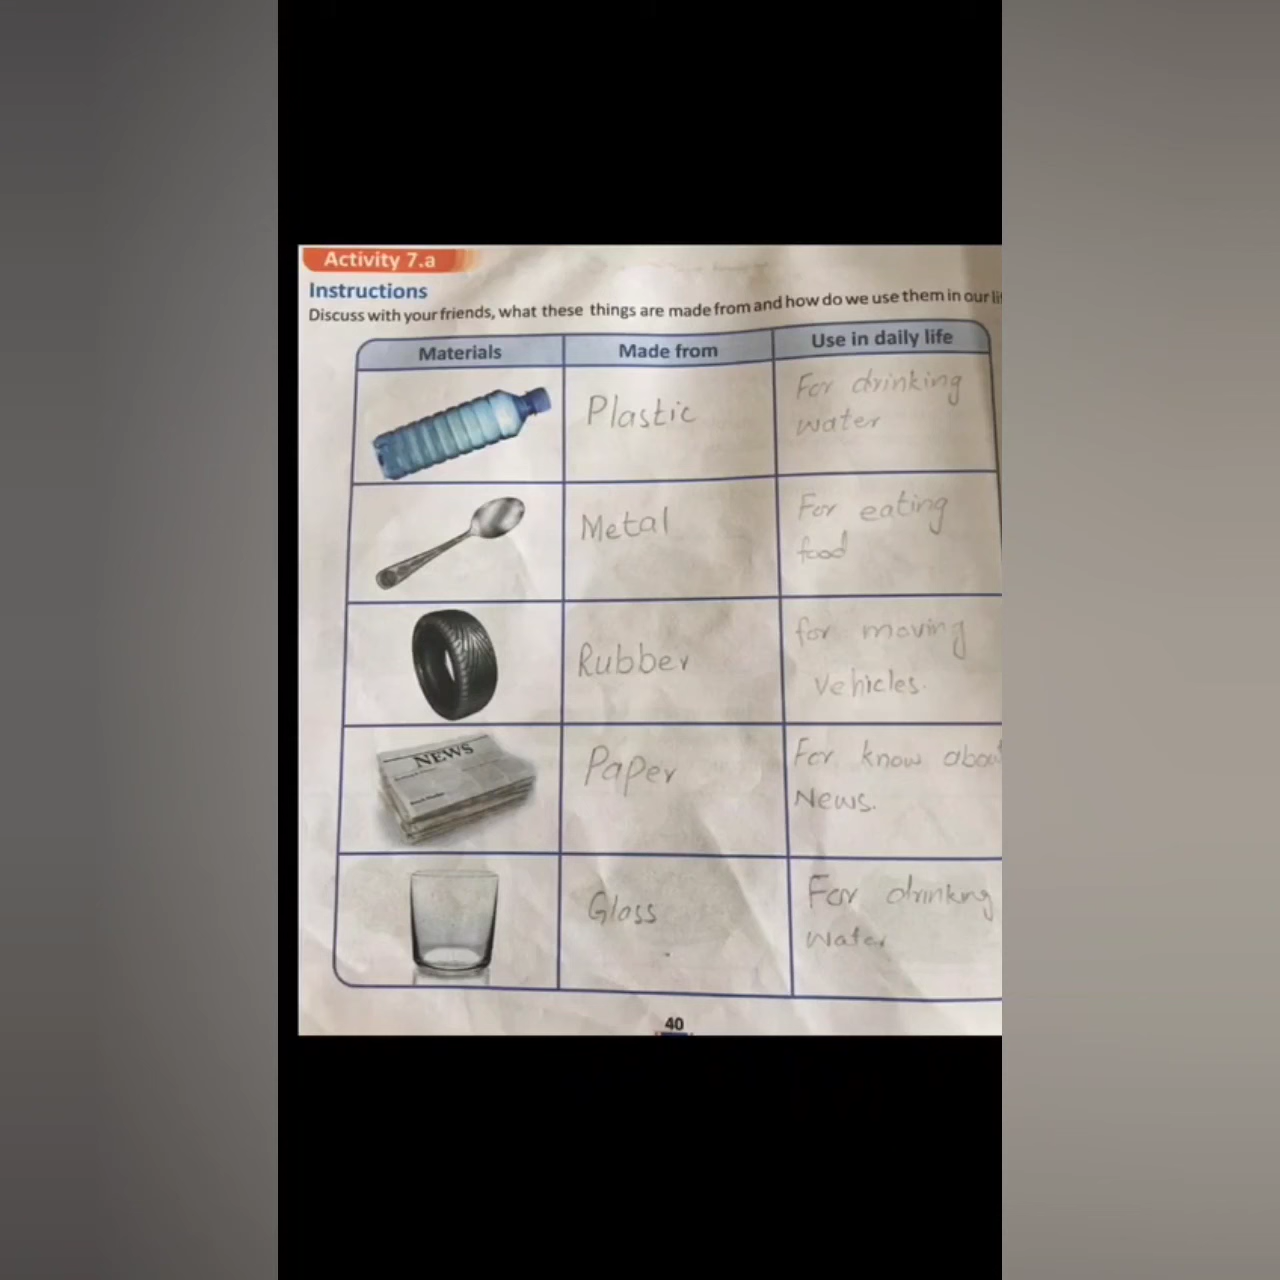 Activity 7.a
Instructions
Discuss with your friends, what these things are made from and how do we use them in our
Materials
Made from
Use in daily life
Plastic
For drinking
water
Metal
For eating
food
Rubber
for moving
vehicles.
NEWS
Paper
For know
News.
Glass
For drinking
Water
40